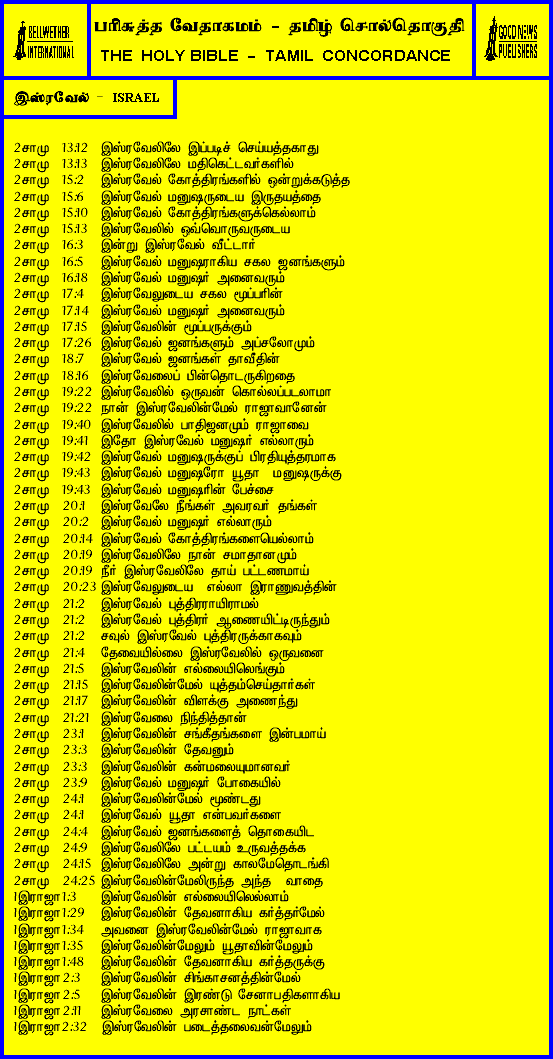 BELLWETHER
INTERNATIONAL
பரிசுத்த வேதாகமம் - தமிழ் சொல்தொகுதி
THE HOLY BIBLE - TAMIL CONCORDANCE
GOOD NEWS
PUBLISHERS
இஸ்ரவேல் - ISRAEL
2சாமு 13:12 இஸ்ரவேலிலே இப்படிச் செய்யத்தகாது
2சாமு 13:13 இஸ்ரவேலிலே மதிகெட்டவர்களில்
2சாமு 15:2 இஸ்ரவேல் கோத்திரங்களில் ஒன்றுக்கடுத்த
2சாமு 15:6 இஸ்ரவேல் மனுஷருடைய இருதயத்தை
2சாமு 15:10 இஸ்ரவேல் கோத்திரங்களுக்கெல்லாம்
2சாமு 15:13 இஸ்ரவேலில் ஒவ்வொருவருடைய
2சாமு 16:3 இன்று இஸ்ரவேல் வீட்டார்
2சாமு 16:5 இஸ்ரவேல் மனுஷராகிய சகல ஜனங்களும்
2சாமு 16:18 இஸ்ரவேல் மனுஷர் அனைவரும்
2சாமு 17:4 இஸ்ரவேலுடைய சகல மூப்பரின்
2சாமு 17:14 இஸ்ரவேல் மனுஷர் அனைவரும்
2சாமு 17:15 இஸ்ரவேலின் மூப்பருக்கும்
2சாமு 17:26 இஸ்ரவேல் ஜனங்களும் அப்சலோமும்
2சாமு 18:7 இஸ்ரவேல் ஜனங்கள் தாவீதின்
2சாமு 18:16 இஸ்ரவேலைப் பின்தொடருகிறதை
2சாமு 19:22 இஸ்ரவேலில் ஒருவன் கொல்லப்படலாமா
2சாமு 19:22 நான் இஸ்ரவேலின்மேல் ராஜாவானேன்
2சாமு 19:40 இஸ்ரவேலில் பாதிஜனமும் ராஜாவை
2சாமு 19:41 இதோ இஸ்ரவேல் மனுஷர் எல்லாரும்
2சாமு 19:42 இஸ்ரவேல் மனுஷருக்குப் பிரதியுத்தரமாக
2சாமு 19:43 இஸ்ரவேல் மனுஷரோ யூதா மனுஷருக்கு
2சாமு 19:43 இஸ்ரவேல் மனுஷரின் பேச்சை
2சாமு 20:1 இஸ்ரவேலே நீங்கள் அவரவர் தங்கள்
2சாமு 20:2 இஸ்ரவேல் மனுஷர் எல்லாரும்
2சாமு 20:14 இஸ்ரவேல் கோத்திரங்களையெல்லாம்
2சாமு 20:19 இஸ்ரவேலிலே நான் சமாதானமும்
2சாமு 20:19 நீர் இஸ்ரவேலிலே தாய் பட்டணமாய்
2சாமு 20:23 இஸ்ரவேலுடைய எல்லா இராணுவத்தின்
2சாமு 21:2 இஸ்ரவேல் புத்திரராயிராமல்
2சாமு 21:2 இஸ்ரவேல் புத்திரர் ஆணையிட்டிருந்தும்
2சாமு 21:2 சவுல் இஸ்ரவேல் புத்திரருக்காகவும்
2சாமு 21:4 தேவையில்லை இஸ்ரவேலில் ஒருவனை
2சாமு 21:5 இஸ்ரவேலின் எல்லையிலெங்கும்
2சாமு 21:15 இஸ்ரவேலின்மேல் யுத்தம்செய்தார்கள்
2சாமு 21:17 இஸ்ரவேலின் விளக்கு அணைந்து
2சாமு 21:21 இஸ்ரவேலை நிந்தித்தான்
2சாமு 23:1 இஸ்ரவேலின் சங்கீதங்களை இன்பமாய்
2சாமு 23:3 இஸ்ரவேலின் தேவனும்
2சாமு 23:3 இஸ்ரவேலின் கன்மலையுமானவர்
2சாமு 23:9 இஸ்ரவேல் மனுஷர் போகையில்
2சாமு 24:1 இஸ்ரவேலின்மேல் மூண்டது
2சாமு 24:1 இஸ்ரவேல் யூதா என்பவர்களை
2சாமு 24:4 இஸ்ரவேல் ஜனங்களைத் தொகையிட
2சாமு 24:9 இஸ்ரவேலிலே பட்டயம் உருவத்தக்க
2சாமு 24:15 இஸ்ரவேலிலே அன்று காலமேதொடங்கி
2சாமு 24:25 இஸ்ரவேலின்மேலிருந்த அந்த வாதை
1இராஜா 1:3 இஸ்ரவேலின் எல்லையிலெல்லாம்
1இராஜா 1:29 இஸ்ரவேலின் தேவனாகிய கர்த்தர்மேல்
1இராஜா 1:34 அவனை இஸ்ரவேலின்மேல் ராஜாவாக
1இராஜா 1:35 இஸ்ரவேலின்மேலும் யூதாவின்மேலும்
1இராஜா 1:48 இஸ்ரவேலின் தேவனாகிய கர்த்தருக்கு
1இராஜா 2:3 இஸ்ரவேலின் சிங்காசனத்தின்மேல்
1இராஜா 2:5 இஸ்ரவேலின் இரண்டு சேனாபதிகளாகிய
1இராஜா 2:11 இஸ்ரவேலை அரசாண்ட நாட்கள்
1இராஜா 2:32 இஸ்ரவேலின் படைத்தலைவன்மேலும்